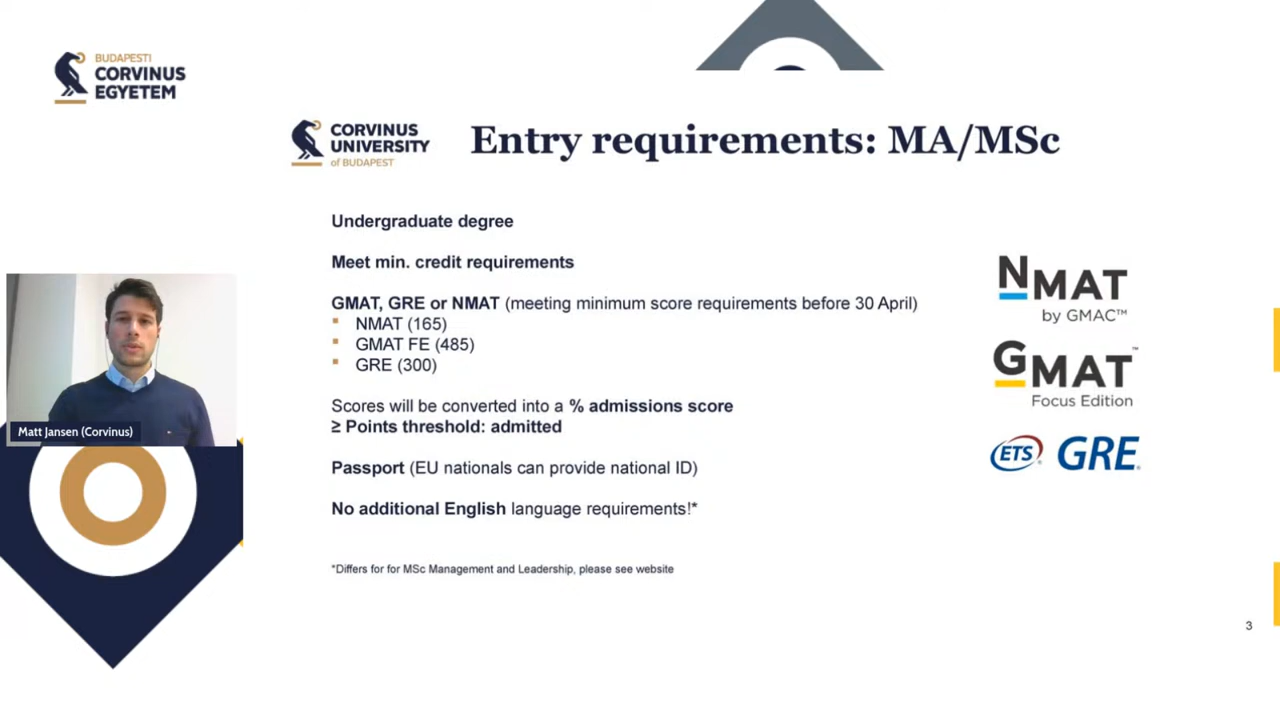 BUDAPESTI
CORVINUS
EGYETEM
CORVINUS
UNIVERSITY
of BUDAPEST
Entry requirements: MA/MSc
Undergraduate degree
Meet min. credit requirements
GMAT, GRE or NMAT (meeting minimum score requirements before 30 April)
▪ NMAT (165)
▪ GMAT FE (485)
▪ GRE (300)
Scores will be converted into a % admissions score
≥ Points threshold: admitted
Passport (EU nationals can provide national ID)
No additional English language requirements!*
*Differs for for MSc Management and Leadership, please see website
NMAT
by GMAC™
GMAT™
Focus Edition
ETS® GRE®
Matt Jansen (Corvinus)
3